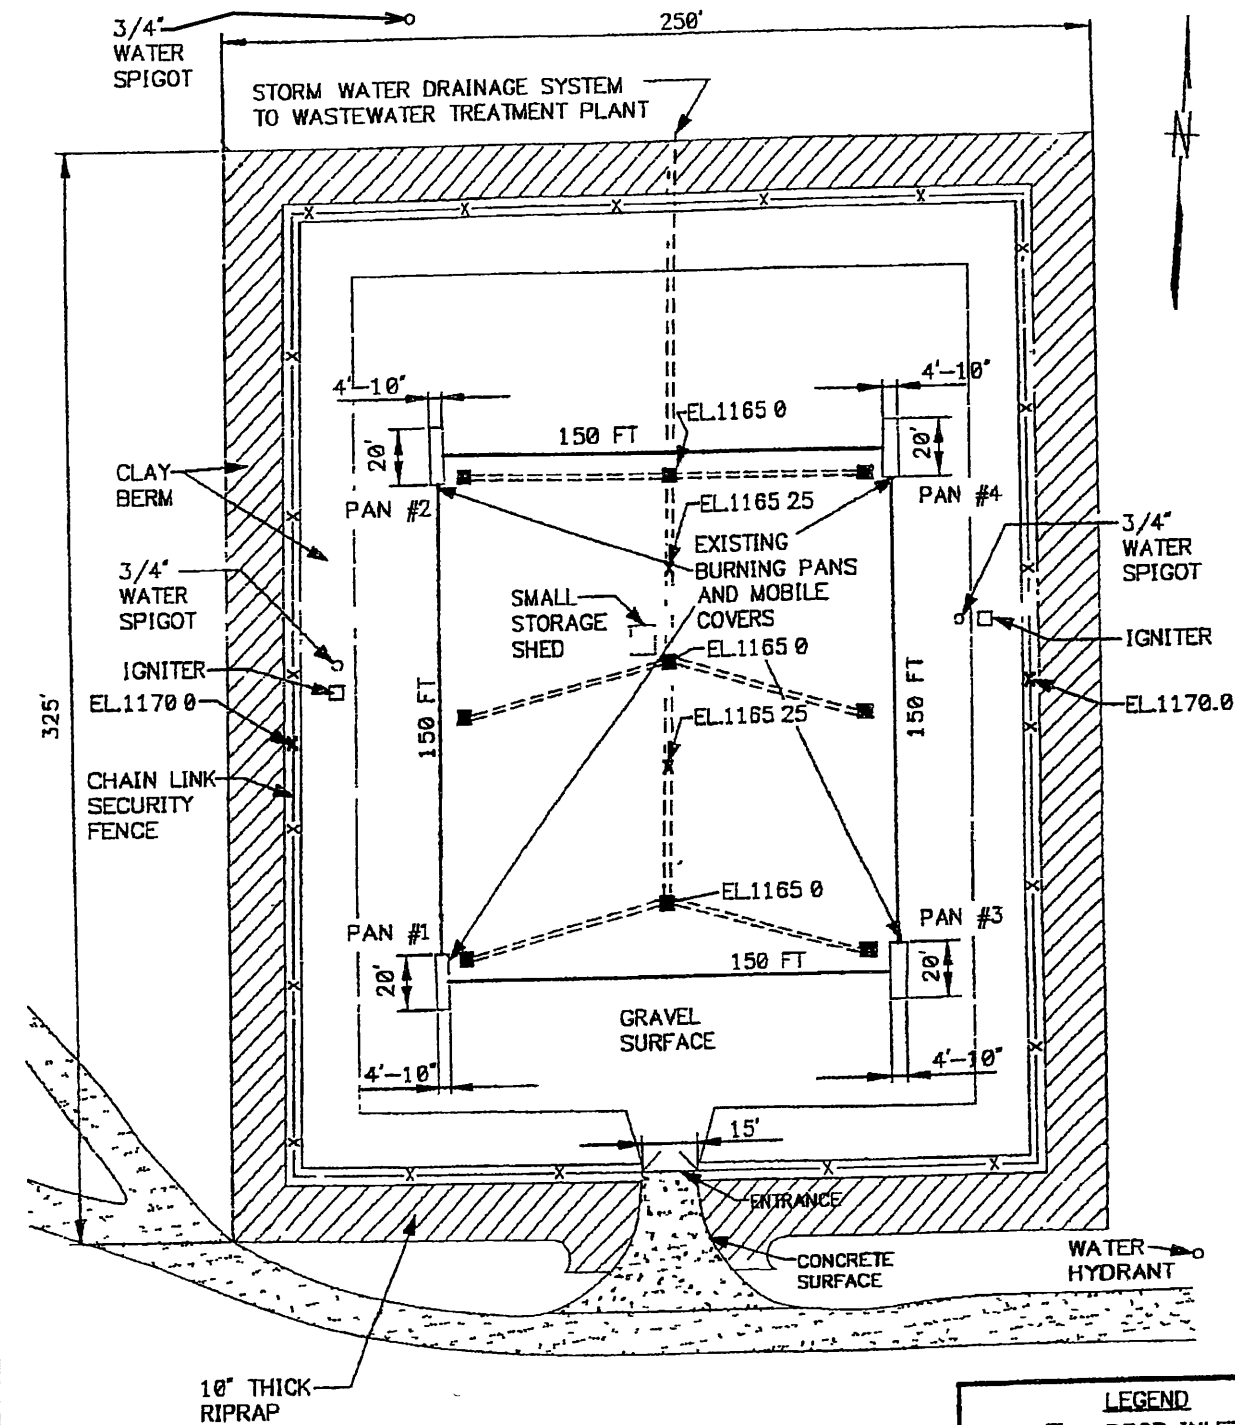 3/4"
WATER
SPIGOT
250'
STORM WATER DRAINAGE SYSTEM
TO WASTEWATER TREATMENT PLANT
N
4'-10"
4'-10"
EL.1165 0
150 FT
20'
20'
CLAY
BERM
PAN #2
PAN #4
EL.1165 25
EXISTING
BURNING PANS
AND MOBILE
COVERS
3/4"
WATER
SPIGOT
3/4"
WATER
SPIGOT
SMALL
STORAGE
SHED
IGNITER
EL.1165 0
IGNITER
EL.1170 0
EL.1170.0
325'
150 FT
150 FT
EL.1165 25
CHAIN LINK
SECURITY
FENCE
EL.1165 0
PAN #1
PAN #3
150 FT
20'
20'
GRAVEL
SURFACE
4'-10"
4'-10"
15'
ENTRANCE
CONCRETE
SURFACE
WATER
HYDRANT
10" THICK
RIPRAP
LEGEND